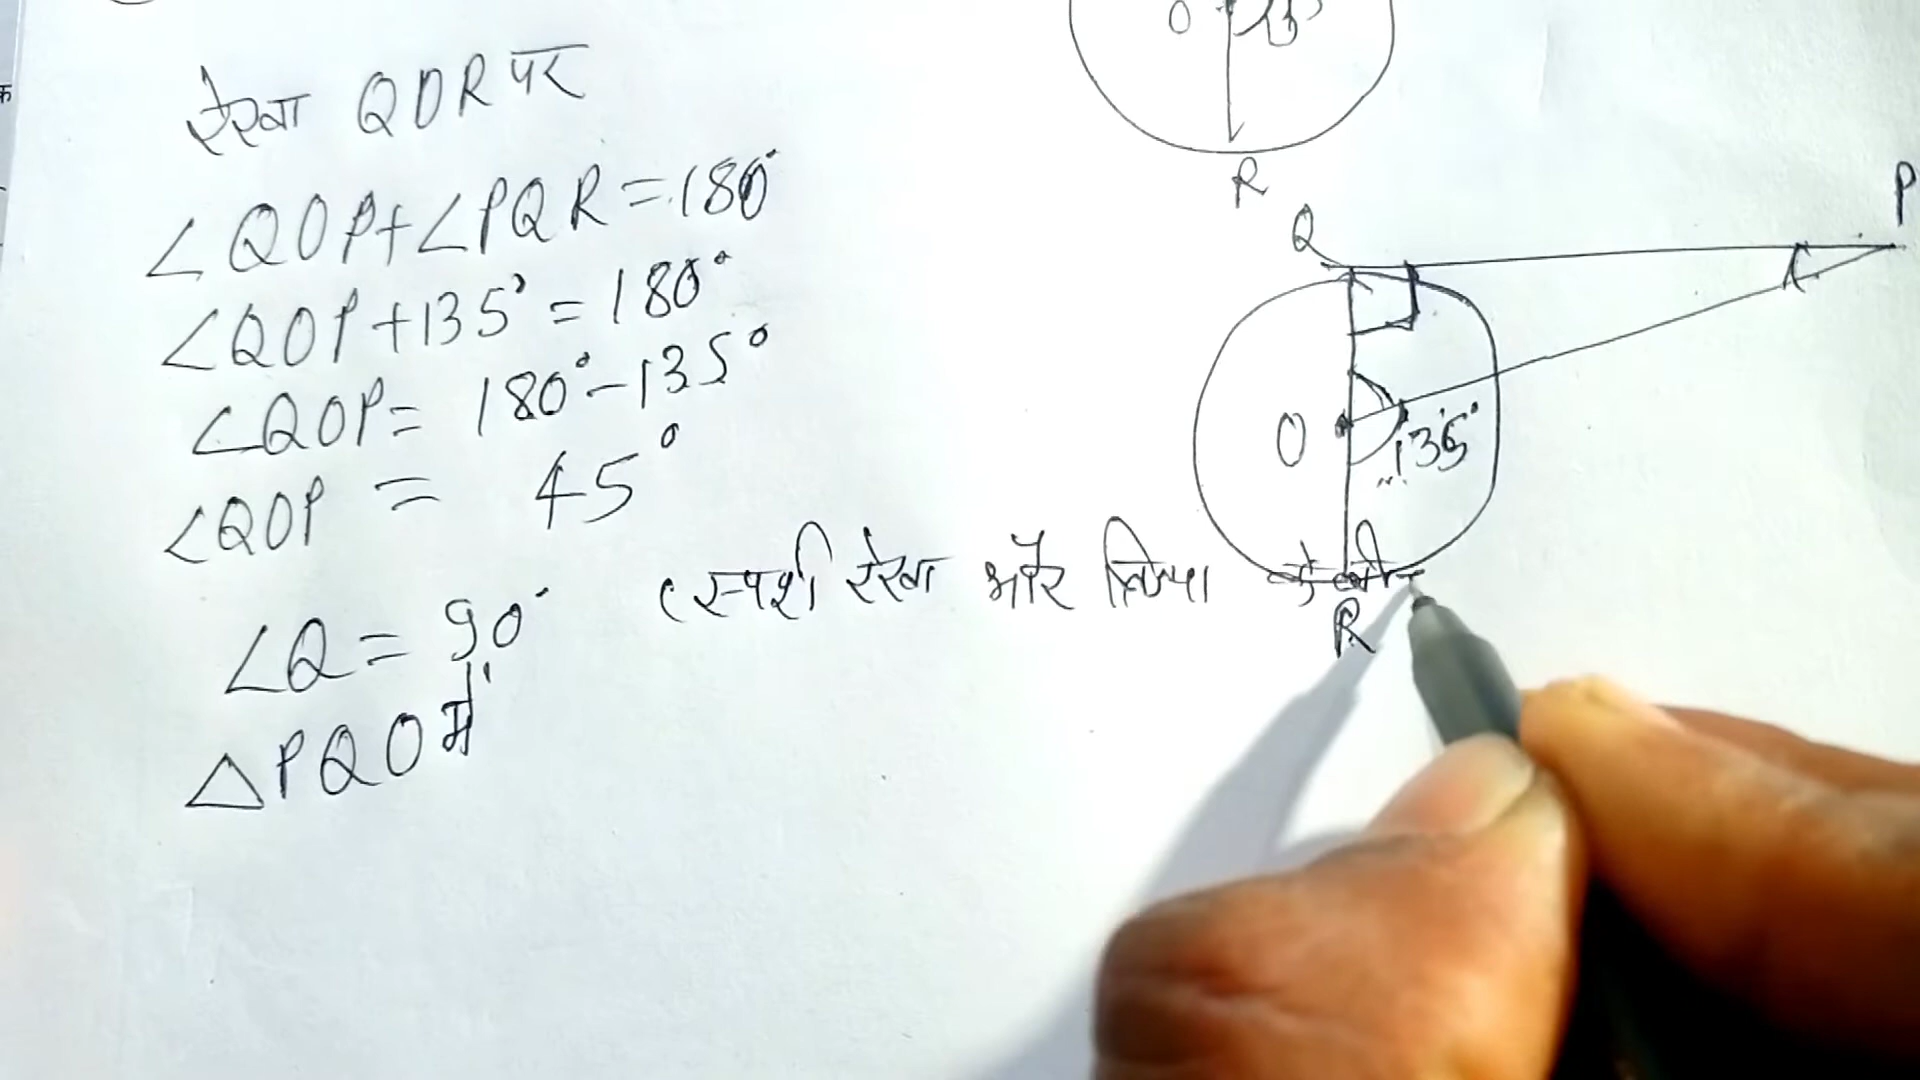 रेखा QOR पर
∠QOP+∠PQR=180°
∠QOP+135°=180°
∠QOP= 180°-135°
∠QOP = 45°
∠Q = 90° (स्पर्श रेखा और त्रिज्या के बी
△PQO में
O
R
Q
P
O
135°
R